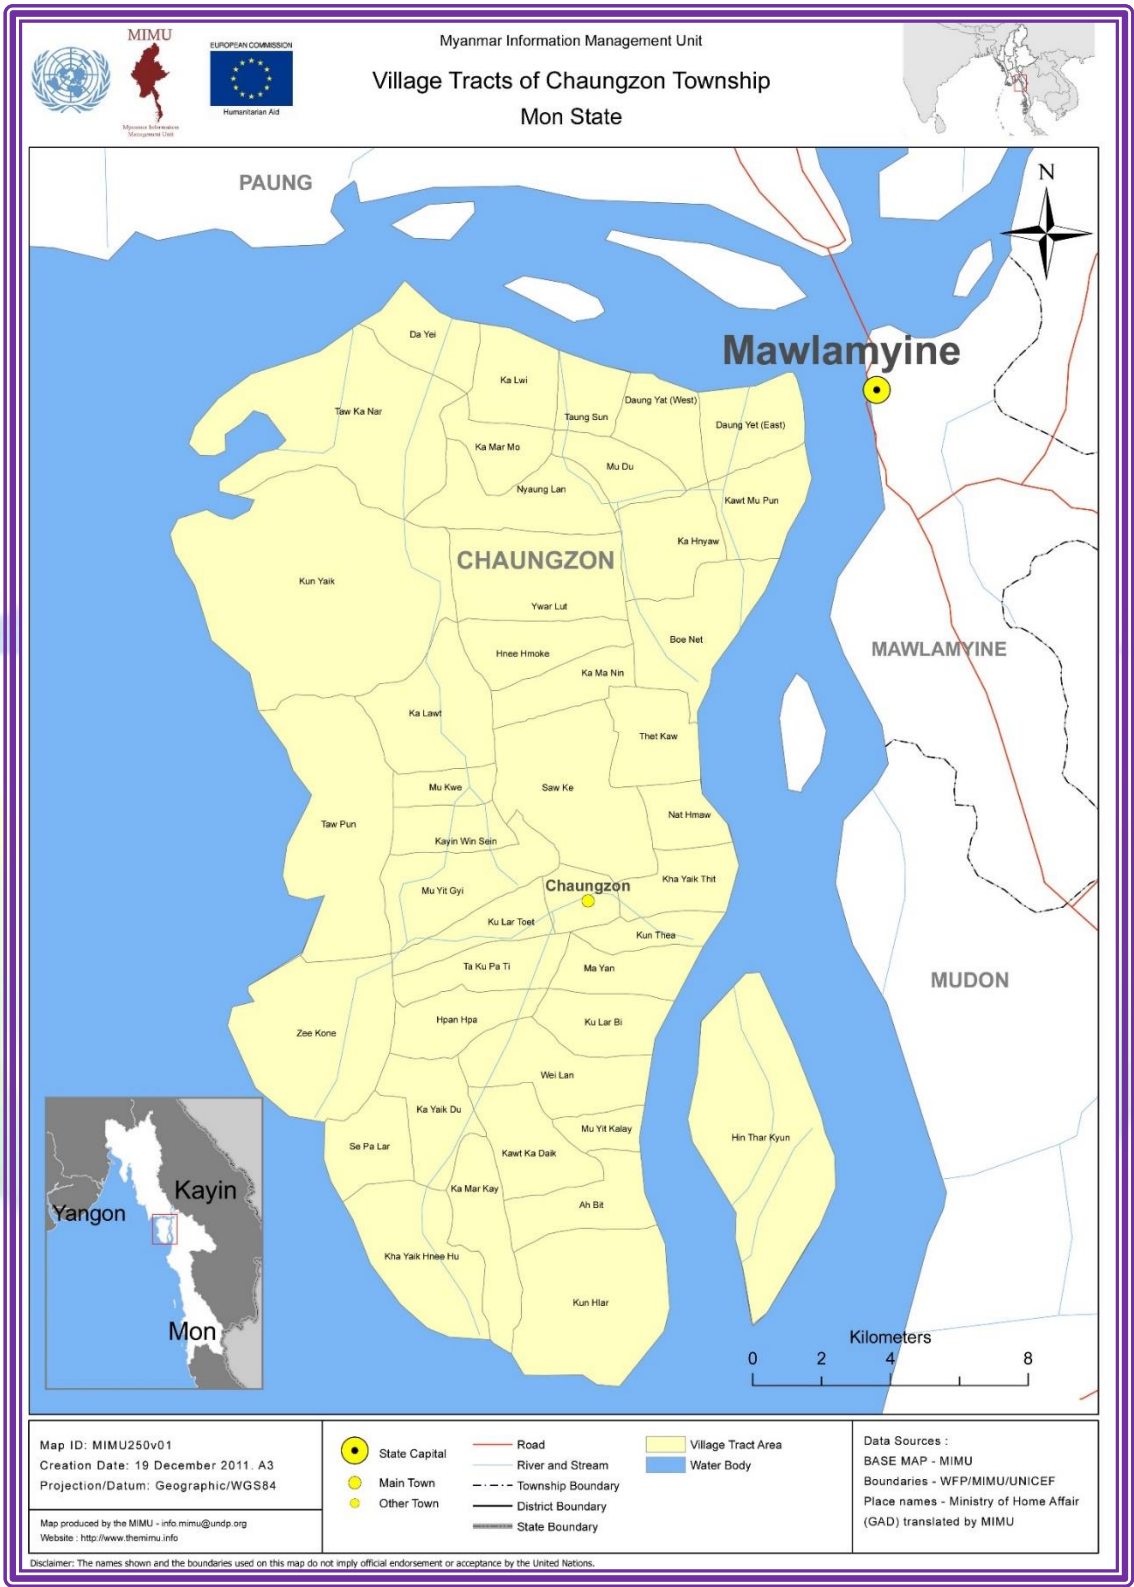 MIMU
Myanmar Information
Management Unit
EUROPEAN COMMISSION
Humanitarian Aid
Myanmar Information Management Unit
Village Tracts of Chaungzon Township
Mon State
PAUNG
N
Mawlamyine
Da Yei
Ka Lwi
Taw Ka Nar
Taung Sun
Daung Yat (West)
Daung Yet (East)
Ka Mar Mo
Mu Du
Nyaung Lan
Kawt Mu Pun
Ka Hnyaw
CHAUNGZON
Kun Yaik
Ywar Lut
Boe Net
MAWLAMYINE
Hnee Hmoke
Ka Ma Nin
Ka Lawt
Thet Kaw
Mu Kwe
Saw Ke
Nat Hmaw
Taw Pun
Kayin Win Sein
Kha Yaik Thit
Chaungzon
Mu Yit Gyi
Ku Lar Toet
Kun Thea
Ta Ku Pa Ti
Ma Yan
MUDON
Hpan Hpa
Ku Lar Bi
Zee Kone
Wei Lan
Ka Yaik Du
Mu Yit Kalay
Hin Thar Kyun
Se Pa Lar
Kawt Ka Daik
Ka Mar Kay
Ah Bit
Kha Yaik Hnee Hu
Kun Hlar
Kayin
Yangon
Mon
Kilometers
0 2 4 8
Map ID: MIMU250v01
Creation Date: 19 December 2011. A3
Projection/Datum: Geographic/WGS84
Map produced by the MIMU - info.mimu@undp.org
Website : http://www.themimu.info
State Capital
Main Town
Other Town
Road
River and Stream
Township Boundary
District Boundary
State Boundary
Village Tract Area
Water Body
Data Sources :
BASE MAP - MIMU
Boundaries - WFP/MIMU/UNICEF
Place names - Ministry of Home Affair
(GAD) translated by MIMU
Disclaimer: The names shown and the boundaries used on this map do not imply official endorsement or acceptance by the United Nations.